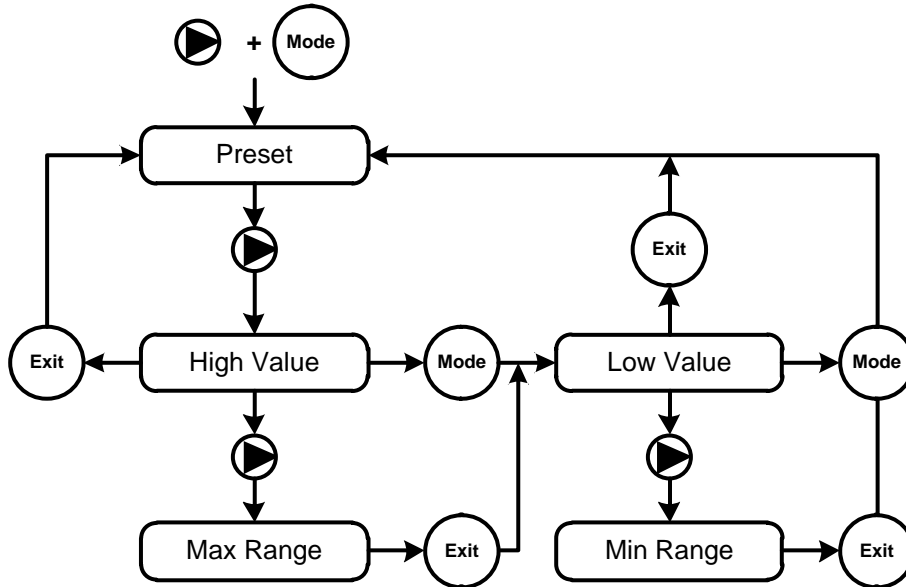 + Mode
Preset
Exit
Exit
High Value
Mode
Low Value
Mode
Max Range
Exit
Min Range
Exit